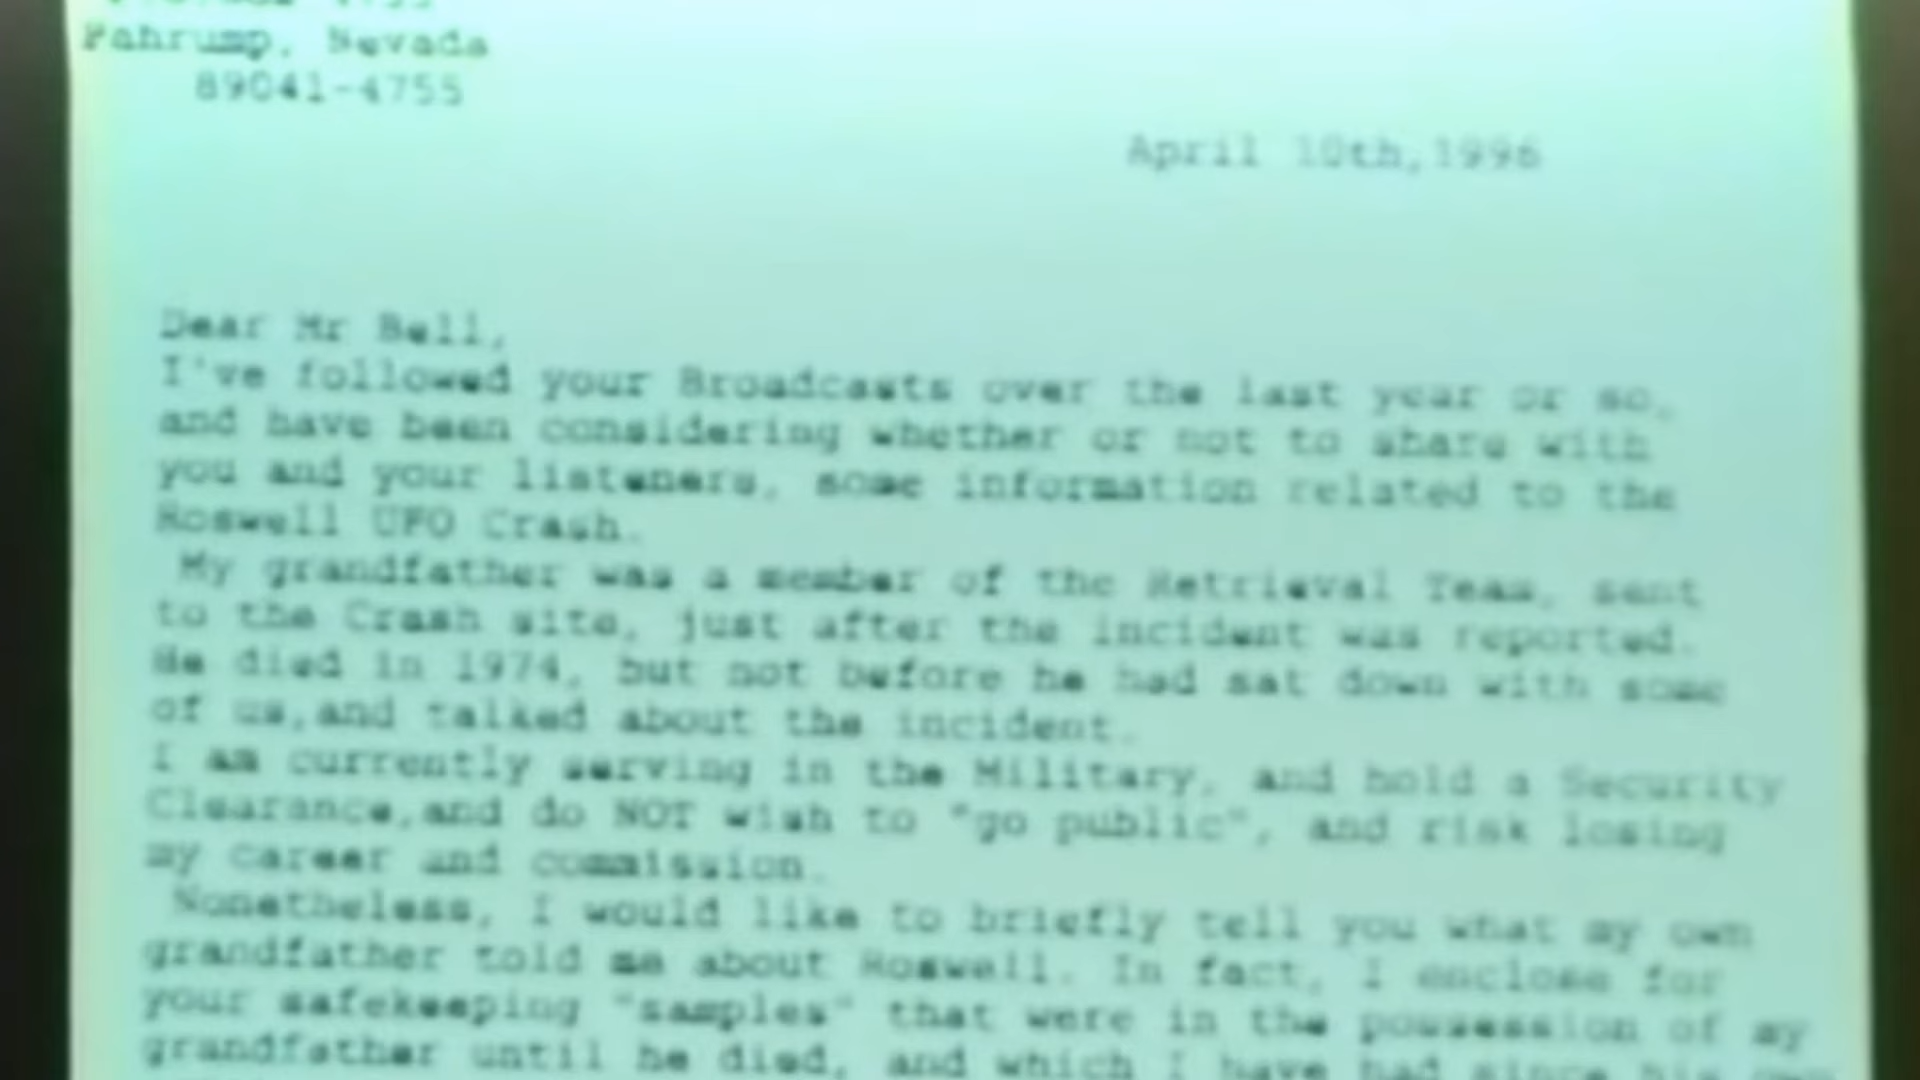 4755
Pahrump, Nevada
89041-4755
April 10th,1996
Dear Mr Bell,
I've followed your Broadcasts over the last year or so,
and have been considering whether or not to share with
you and your listeners, some information related to the
Roswell UFO Crash.
My grandfather was a member of the Retrieval Team, sent
to the Crash site, just after the incident was reported.
He died in 1974, but not before he had sat down with some
of us,and talked about the incident.
I am currently serving in the Military, and hold a Security
Clearance,and do NOT wish to "go public", and risk losing
my career and commission.
Nonetheless, I would like to briefly tell you what my own
grandfather told me about Roswell. In fact, I enclose for
your safekeeping "samples" that were in the possession of my
grandfather until he died, and which I have had since his own